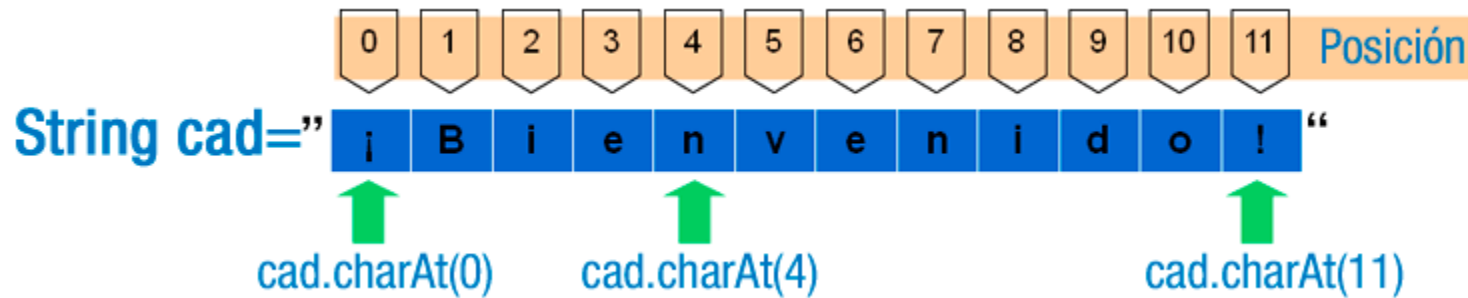 0 1 2 3 4 5 6 7 8 9 10 11 Posición
String cad=” ¡ B i e n v e n i d o ! “
cad.charAt(0) cad.charAt(4) cad.charAt(11)